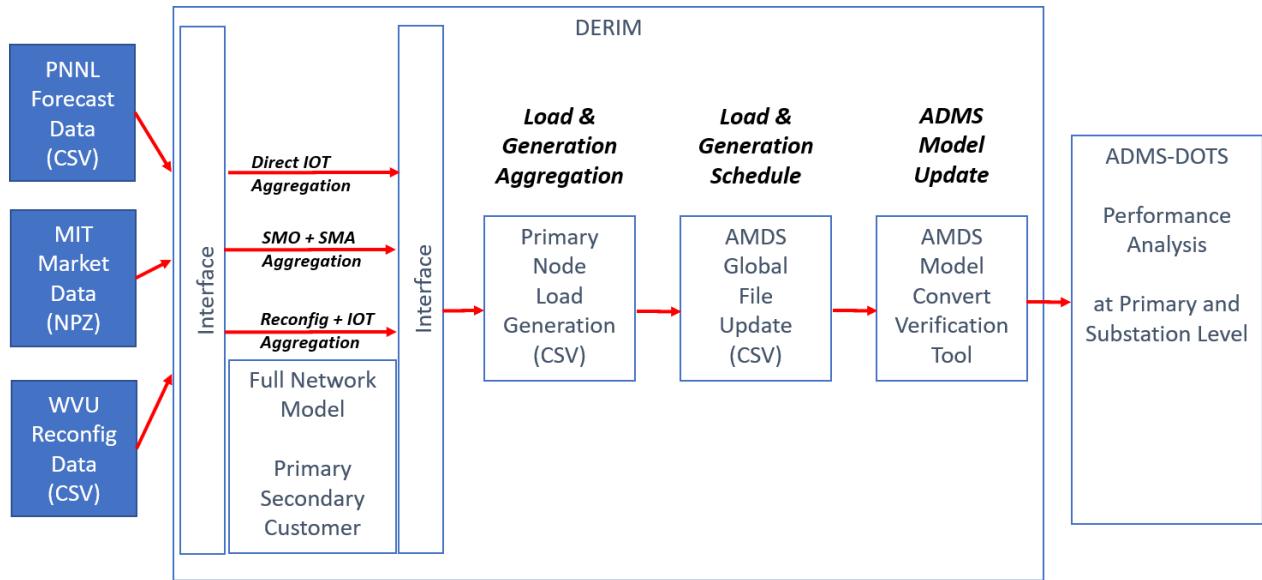 DERIM
PNNL
Forecast
Data
(CSV)
MIT
Market
Data
(NPZ)
WVU
Reconfig
Data
(CSV)
Interface
Direct IOT
Aggregation
SMO + SMA
Aggregation
Reconfig + IOT
Aggregation
Full Network
Model
Primary
Secondary
Customer
Interface
Load &
Generation
Aggregation
Primary
Node
Load
Generation
(CSV)
Load &
Generation
Schedule
AMDS
Global
File
Update
(CSV)
ADMS
Model
Update
AMDS
Model
Convert
Verification
Tool
ADMS-DOTS
Performance
Analysis
at Primary and
Substation Level